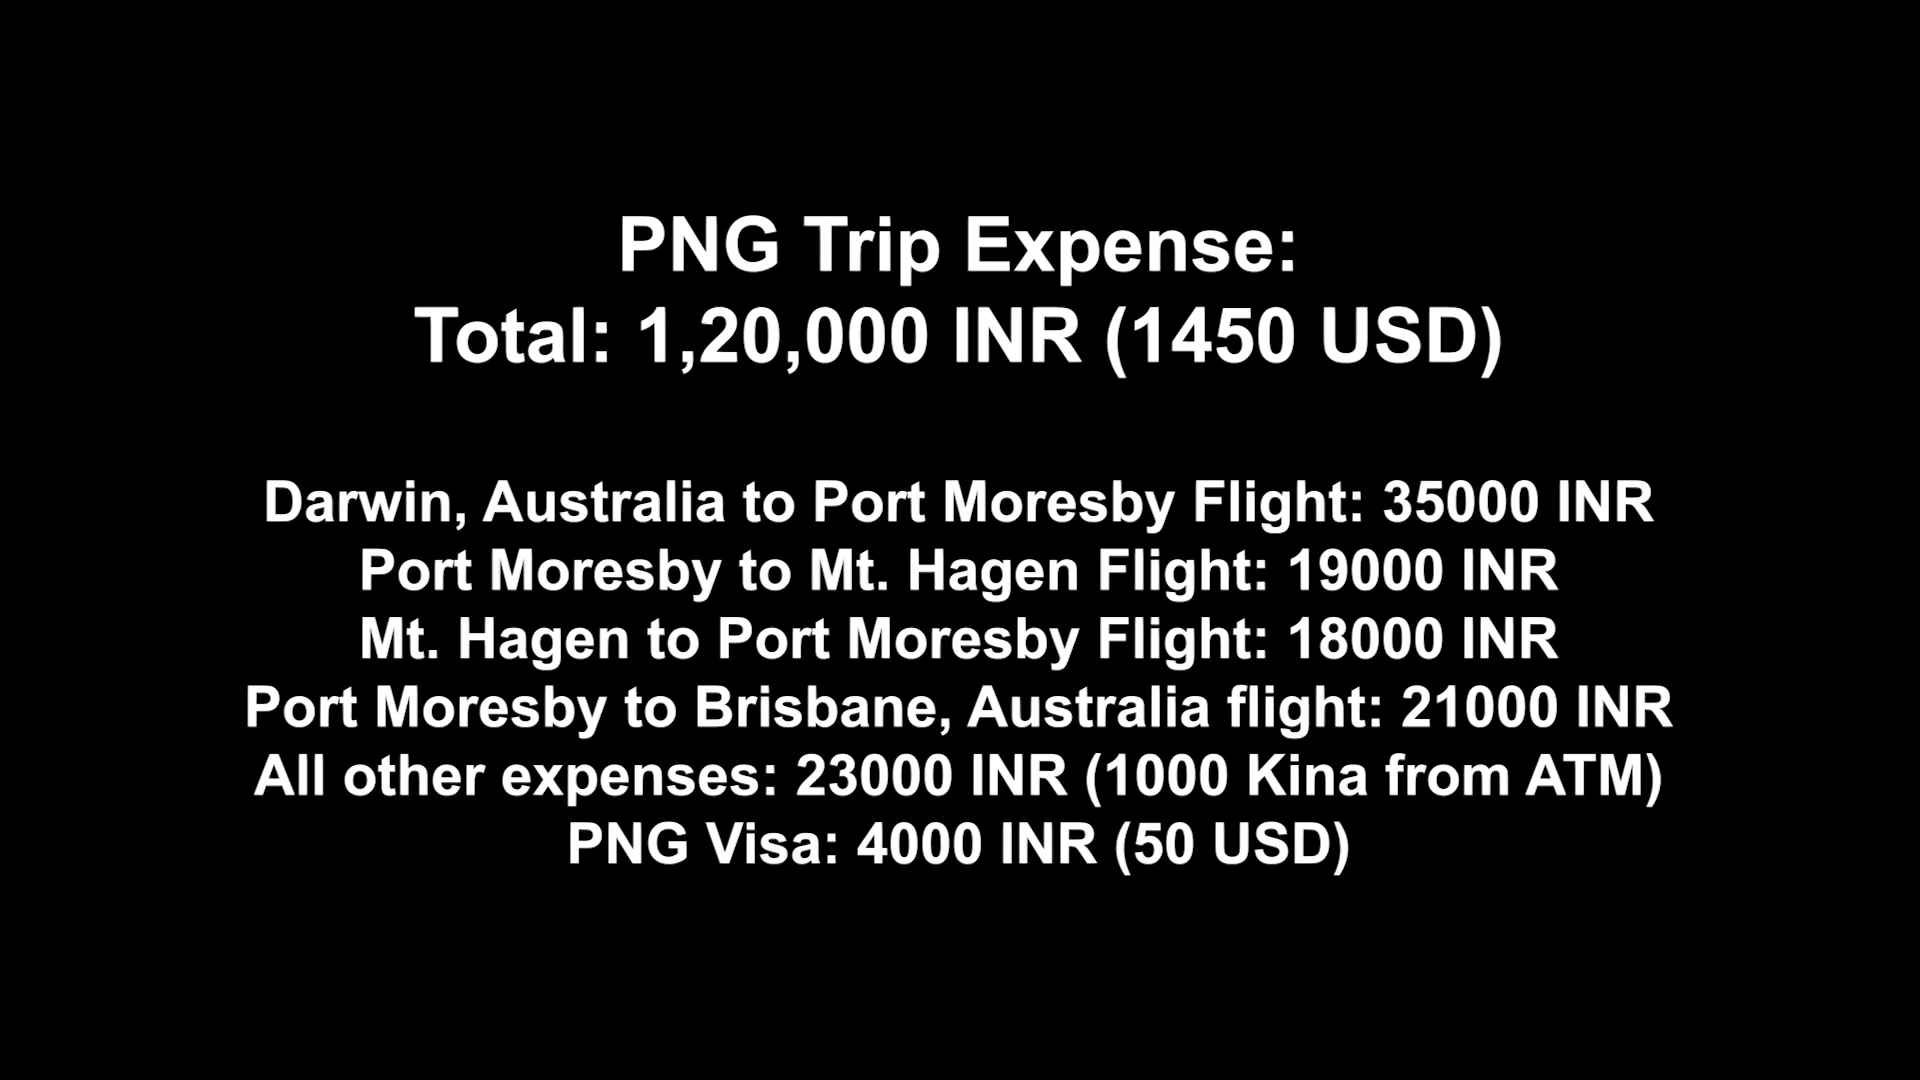 PNG Trip Expense:
Total: 1,20,000 INR (1450 USD)
Darwin, Australia to Port Moresby Flight: 35000 INR
Port Moresby to Mt. Hagen Flight: 19000 INR
Mt. Hagen to Port Moresby Flight: 18000 INR
Port Moresby to Brisbane, Australia flight: 21000 INR
All other expenses: 23000 INR (1000 Kina from ATM)
PNG Visa: 4000 INR (50 USD)